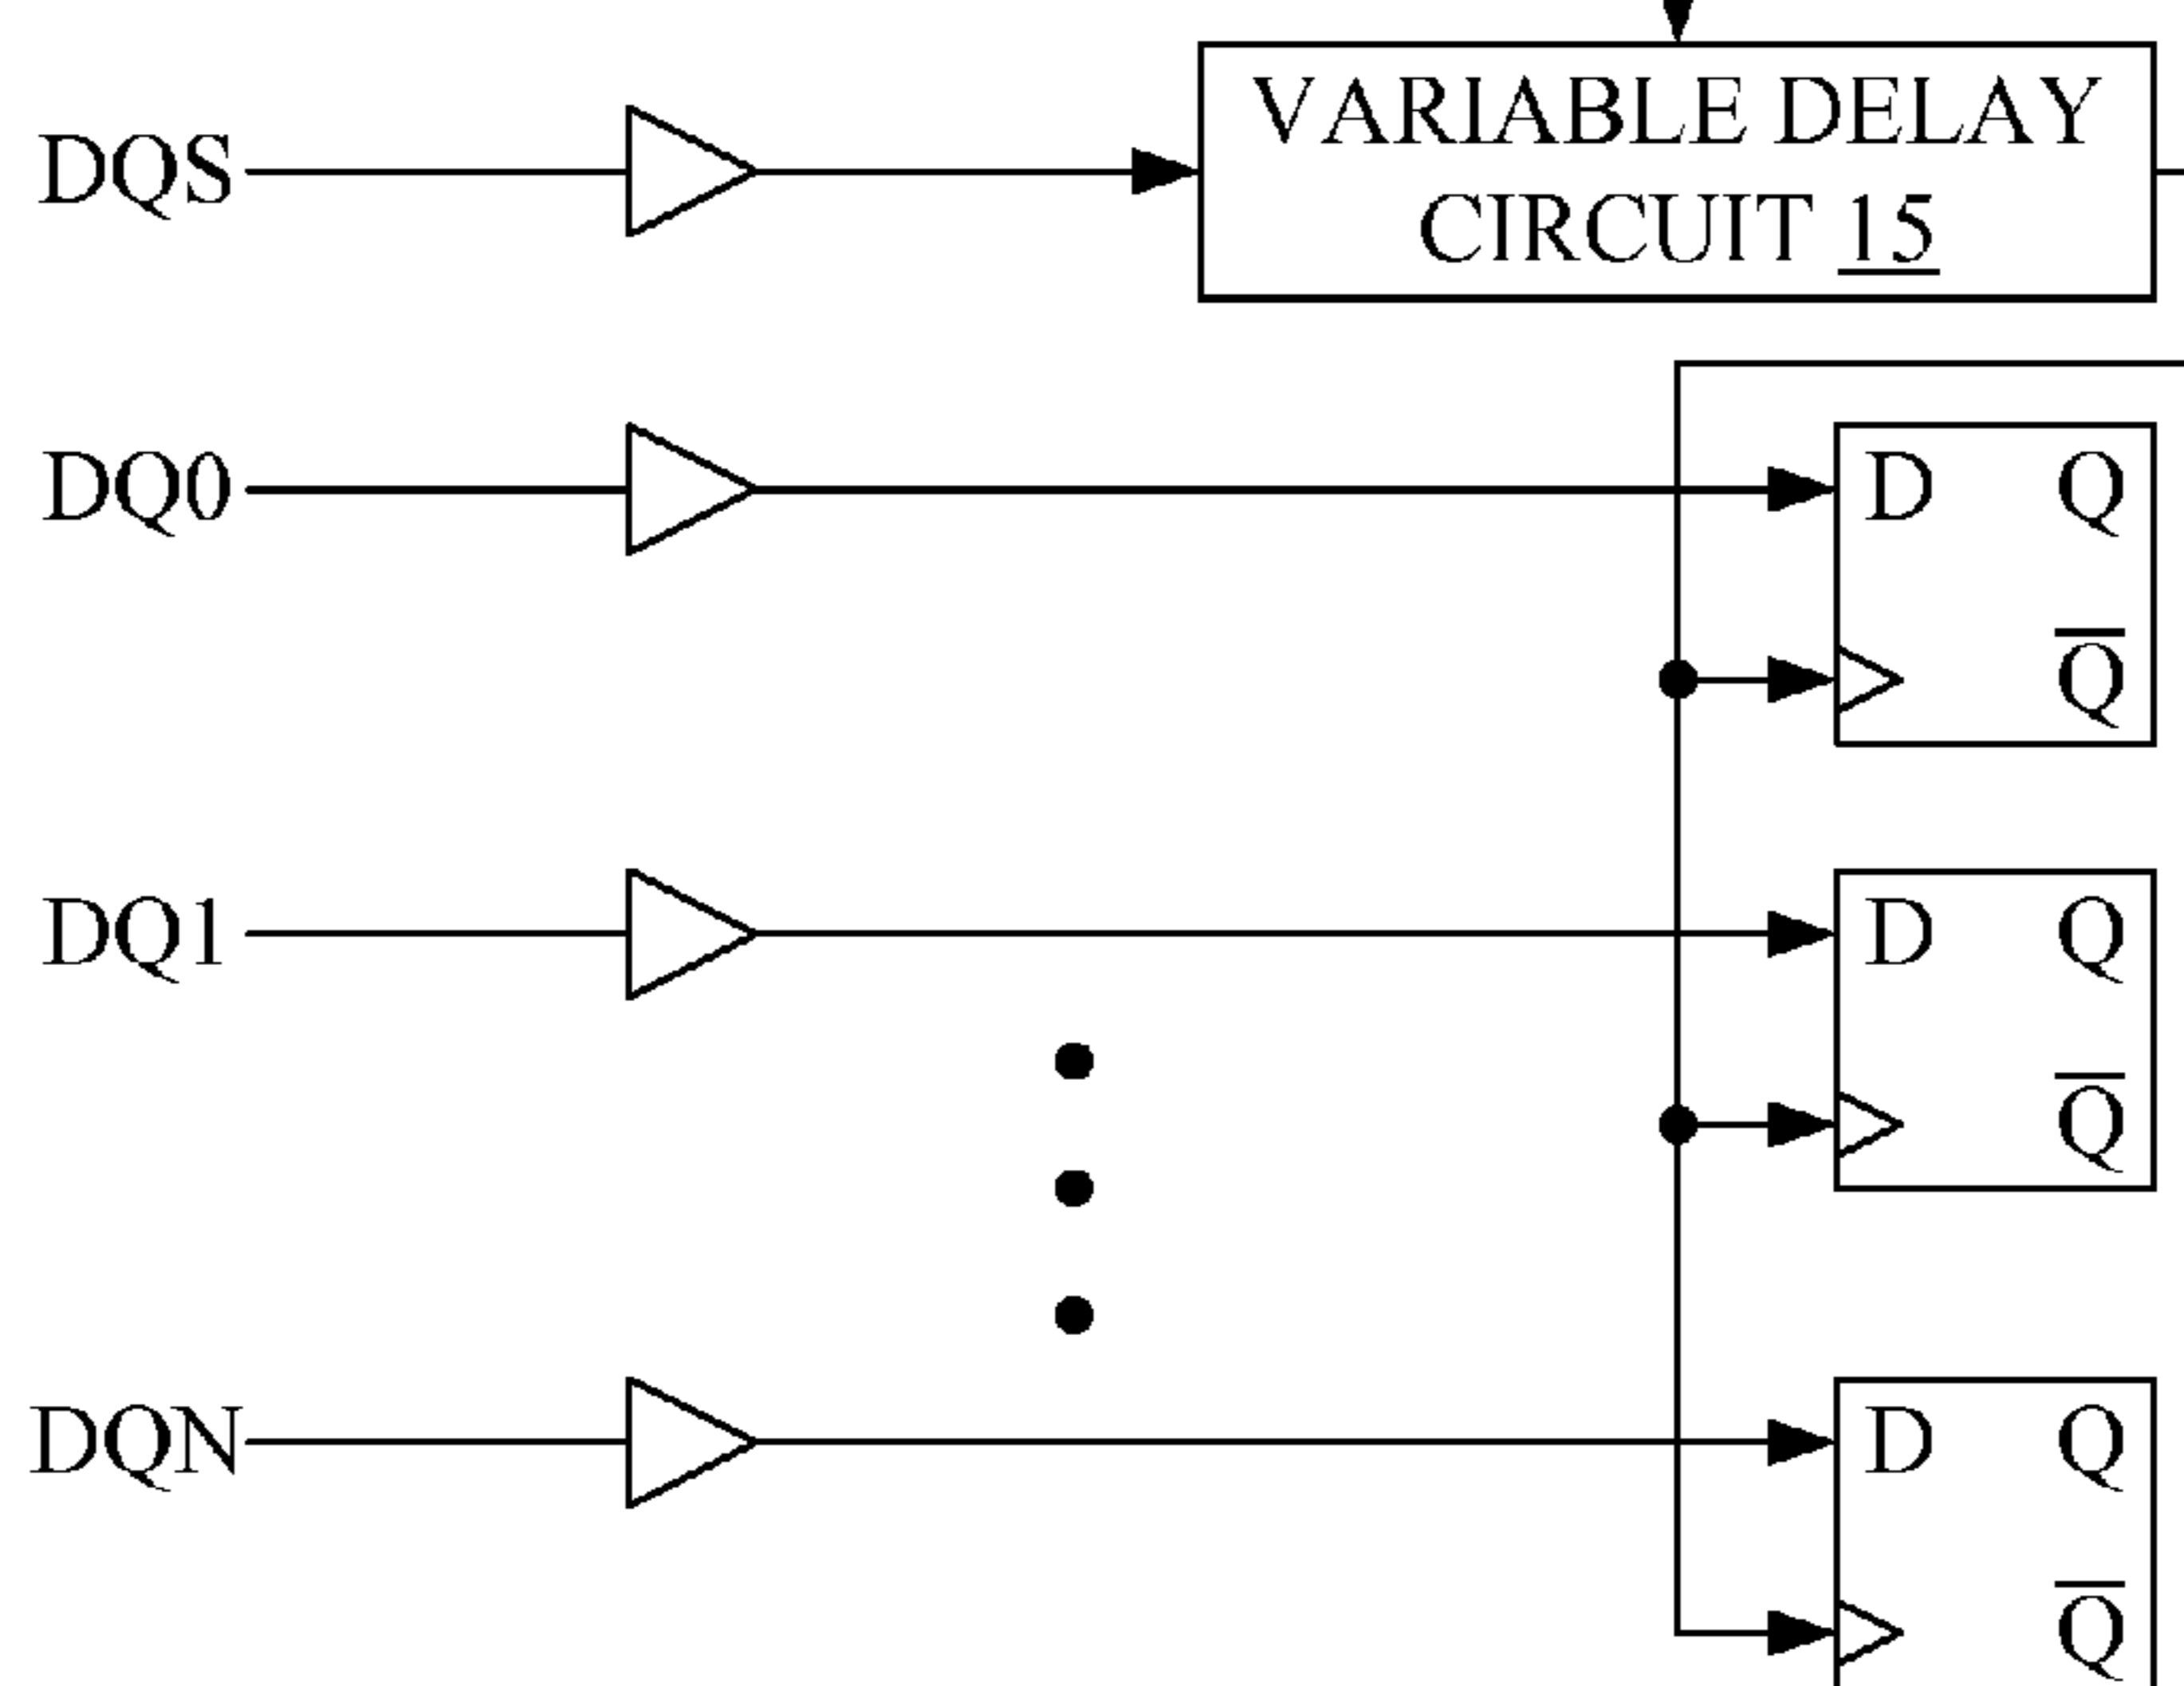 DQS
VARIABLE DELAY
CIRCUIT 15
DQ0
D Q
Q̅
DQ1
D Q
Q̅
DQN
D Q
Q̅